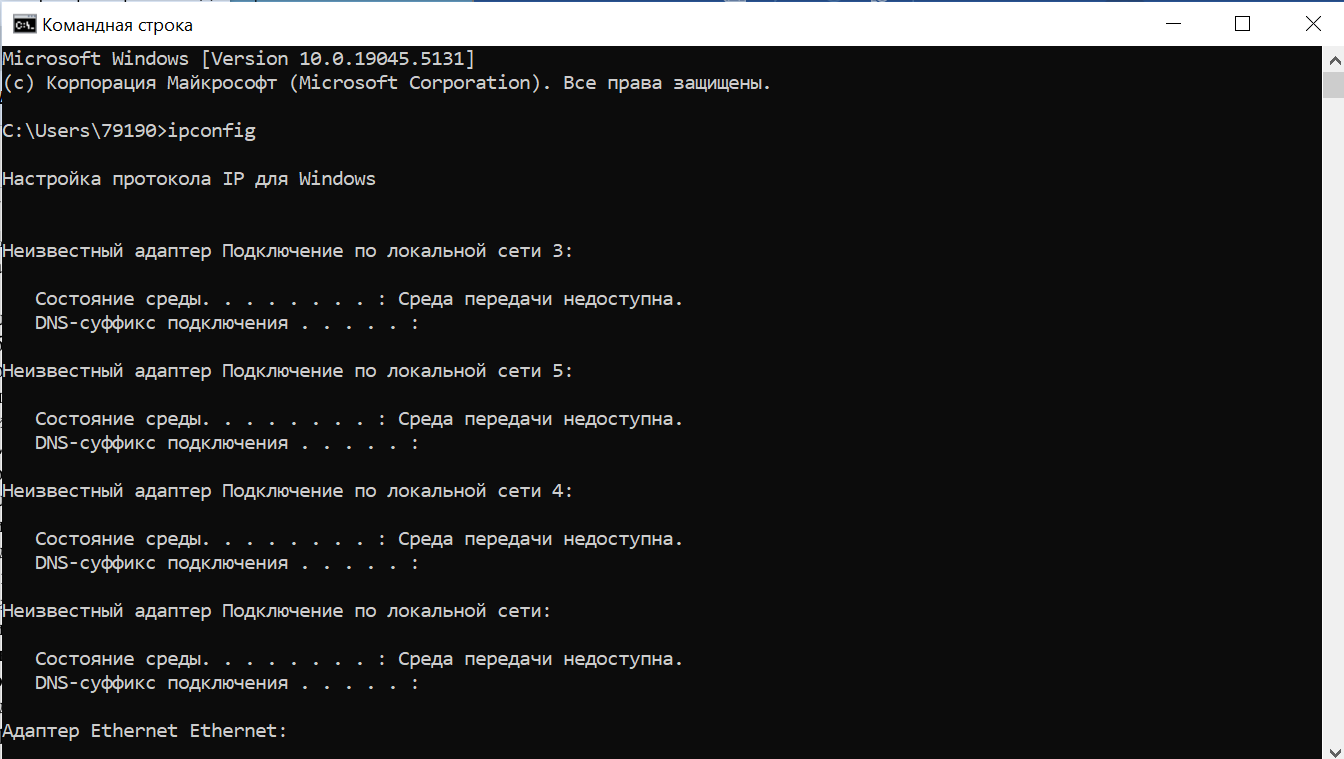 Командная строка
Microsoft Windows [Version 10.0.19045.5131]
(c) Корпорация Майкрософт (Microsoft Corporation). Все права защищены.
C:\Users\79190>ipconfig
Настройка протокола IP для Windows
Неизвестный адаптер Подключение по локальной сети 3:
Состояние среды. . . . . . . . : Среда передачи недоступна.
DNS-суффикс подключения . . . . . :
Неизвестный адаптер Подключение по локальной сети 5:
Состояние среды. . . . . . . . : Среда передачи недоступна.
DNS-суффикс подключения . . . . . :
Неизвестный адаптер Подключение по локальной сети 4:
Состояние среды. . . . . . . . : Среда передачи недоступна.
DNS-суффикс подключения . . . . . :
Неизвестный адаптер Подключение по локальной сети:
Состояние среды. . . . . . . . : Среда передачи недоступна.
DNS-суффикс подключения . . . . . :
Адаптер Ethernet Ethernet: